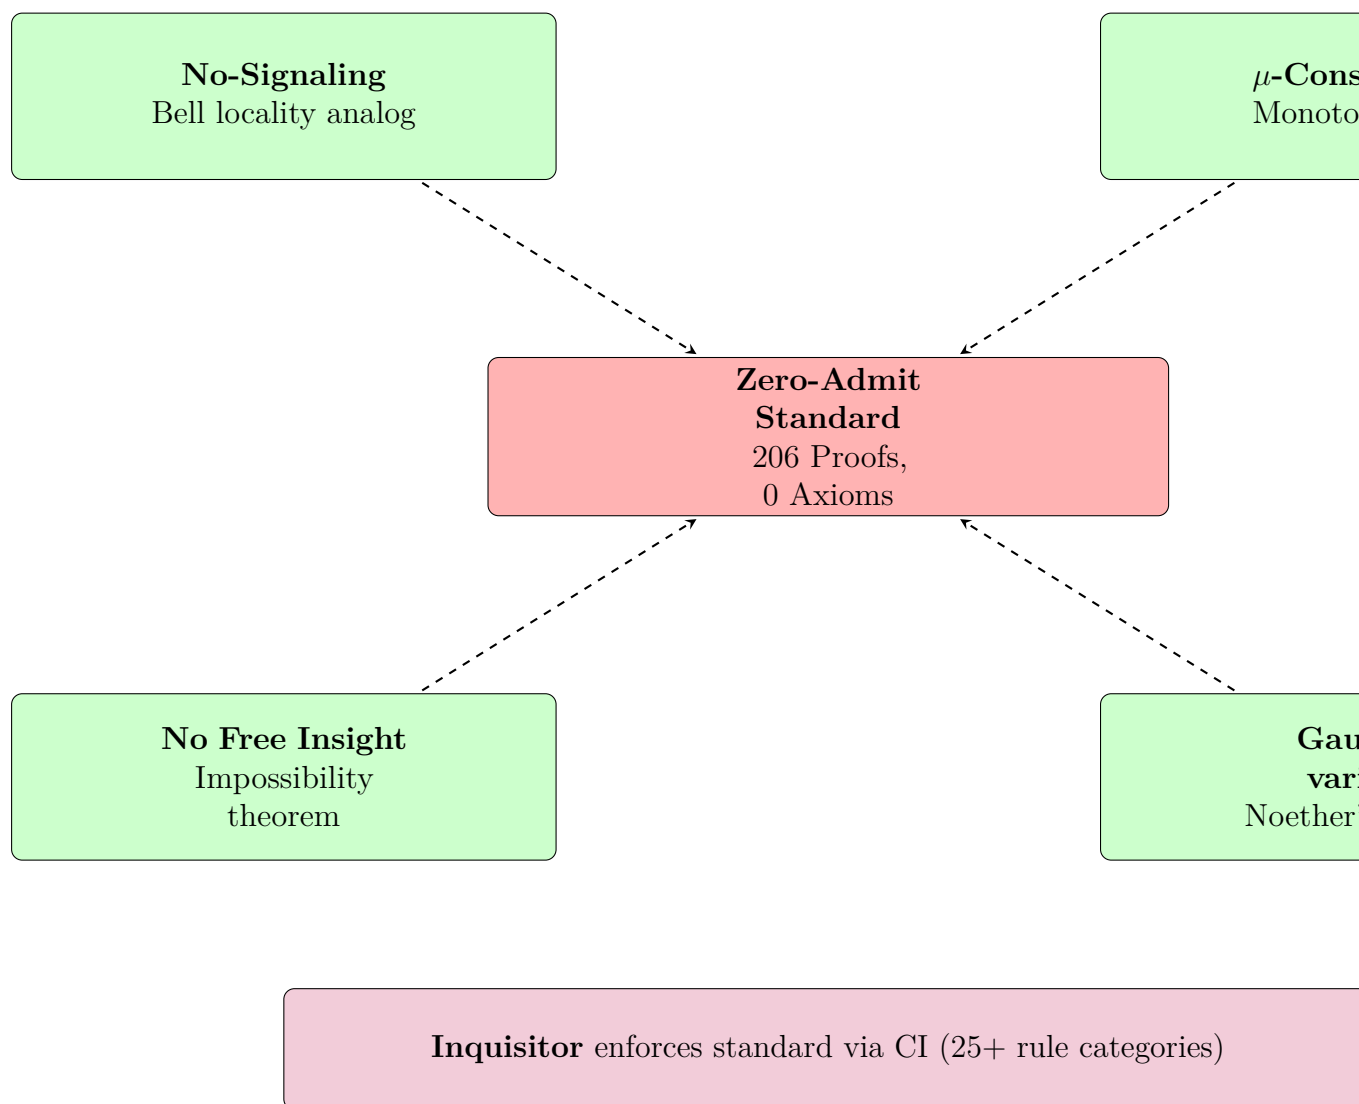 No-Signaling
Bell locality analog
μ-Cons
Monoto
Zero-Admit
Standard
206 Proofs,
0 Axioms
No Free Insight
Impossibility
theorem
Gau
vari
Noether'
Inquisitor enforces standard via CI (25+ rule categories)